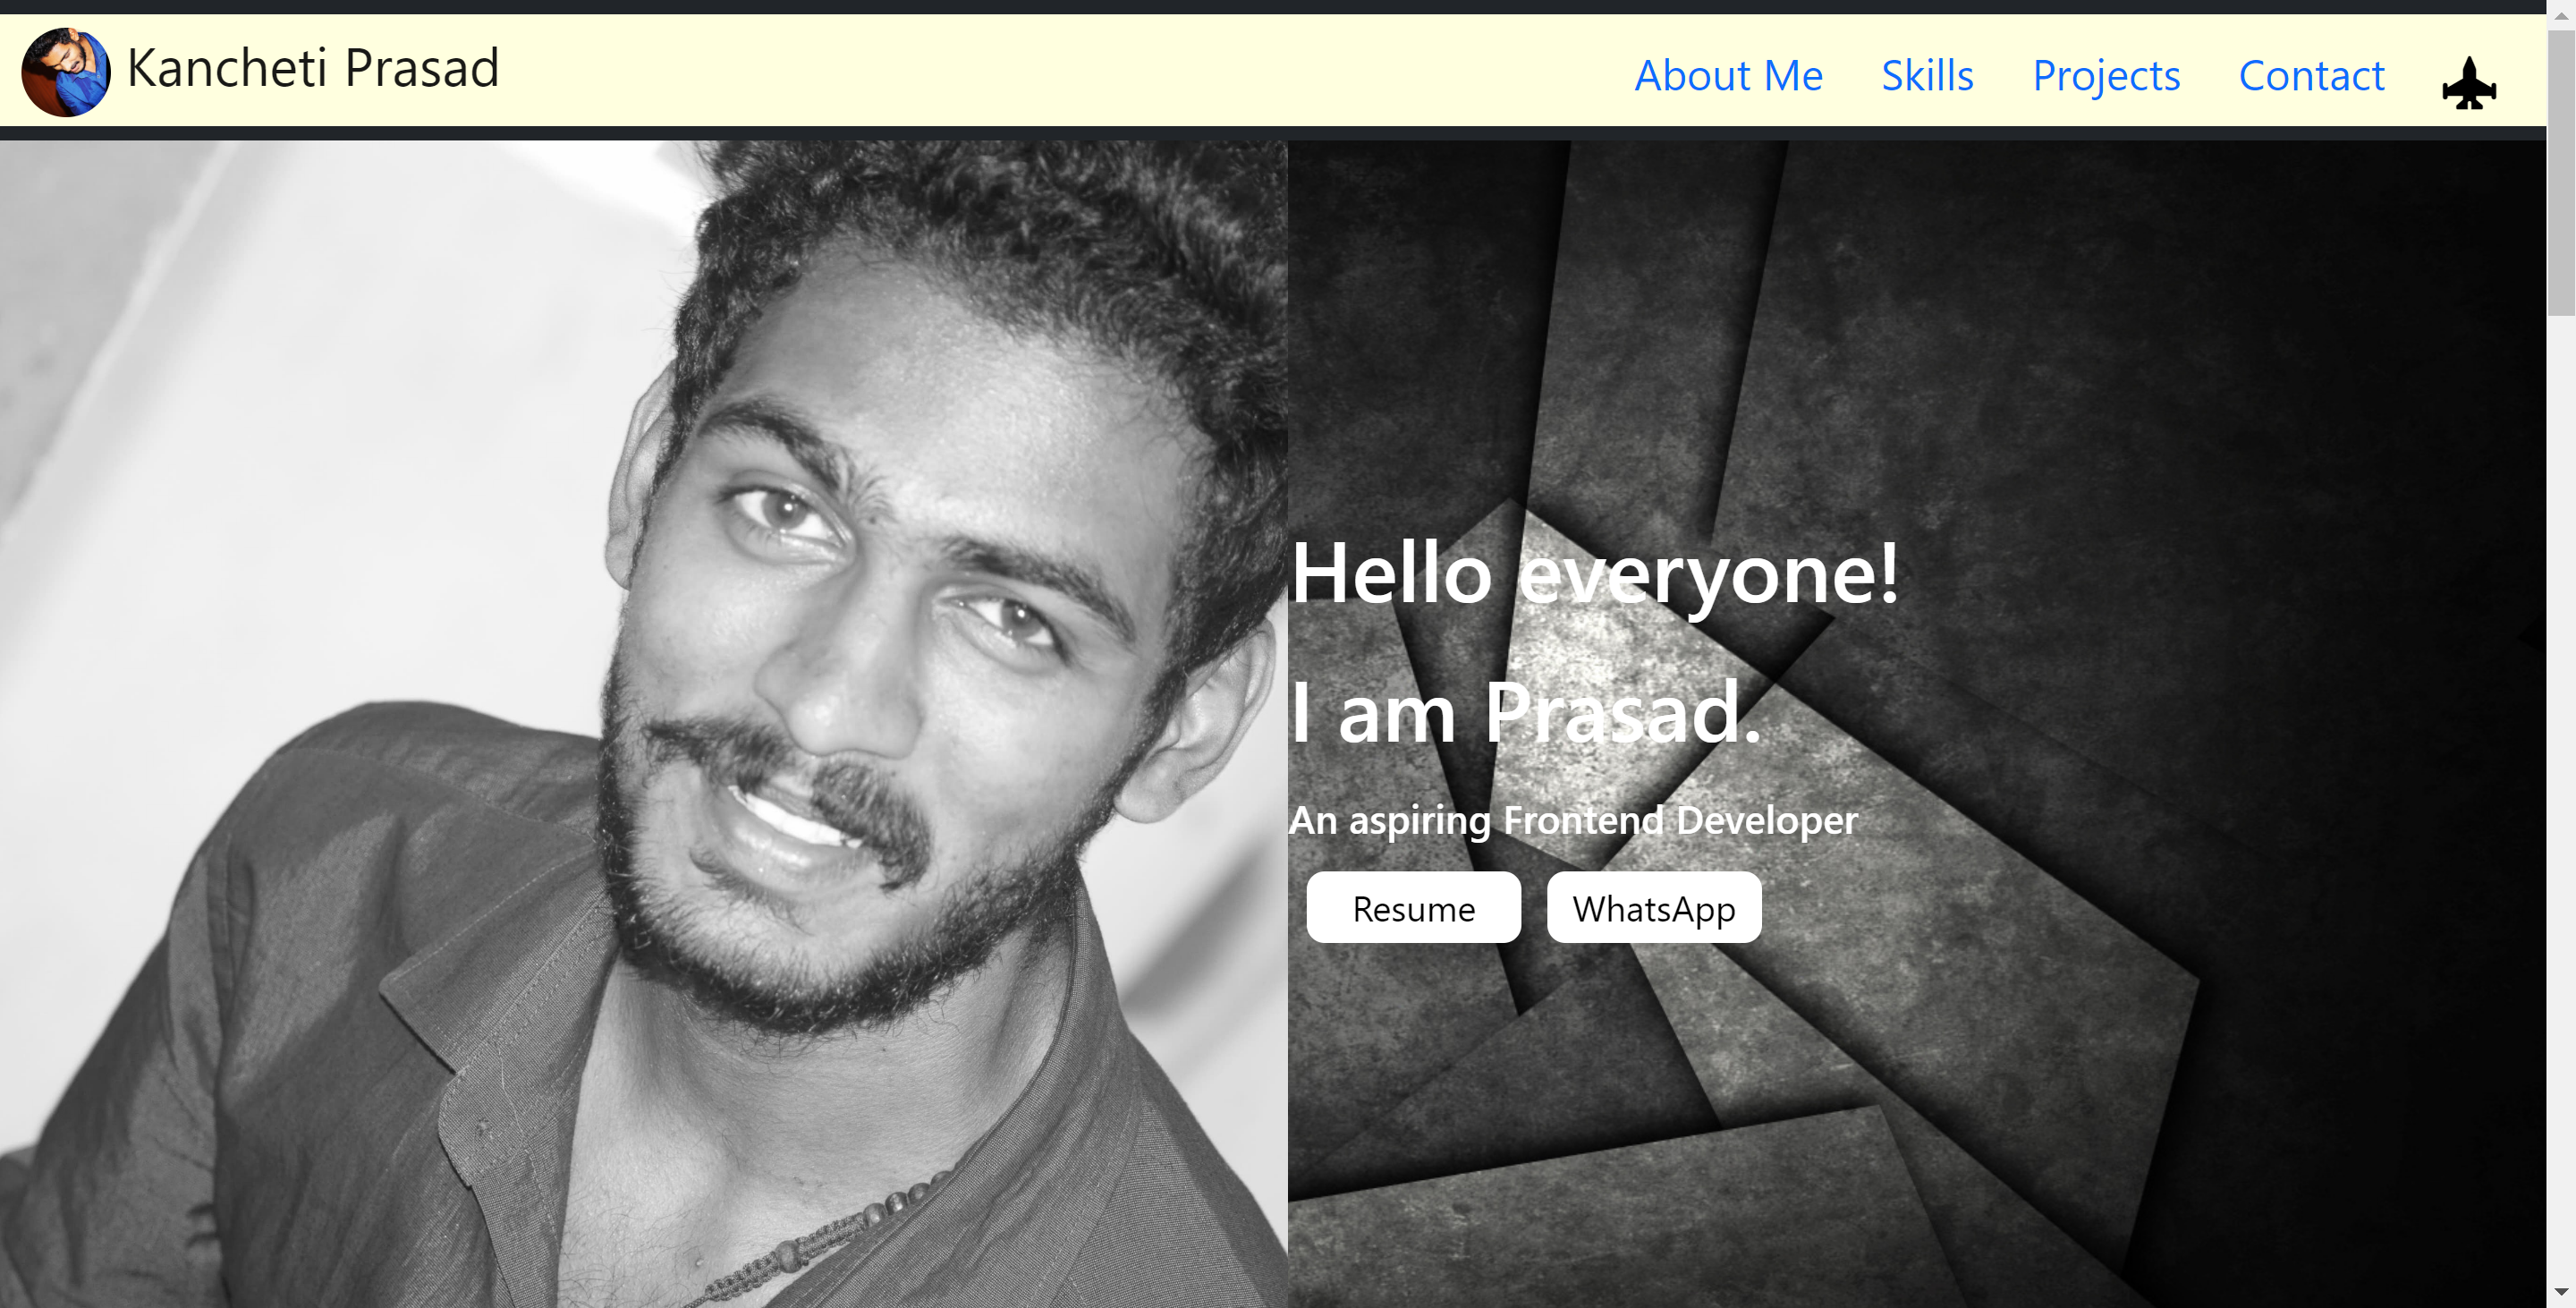 Kancheti Prasad
About Me Skills Projects Contact
Hello everyone!
I am Prasad.
An aspiring Frontend Developer
Resume WhatsApp